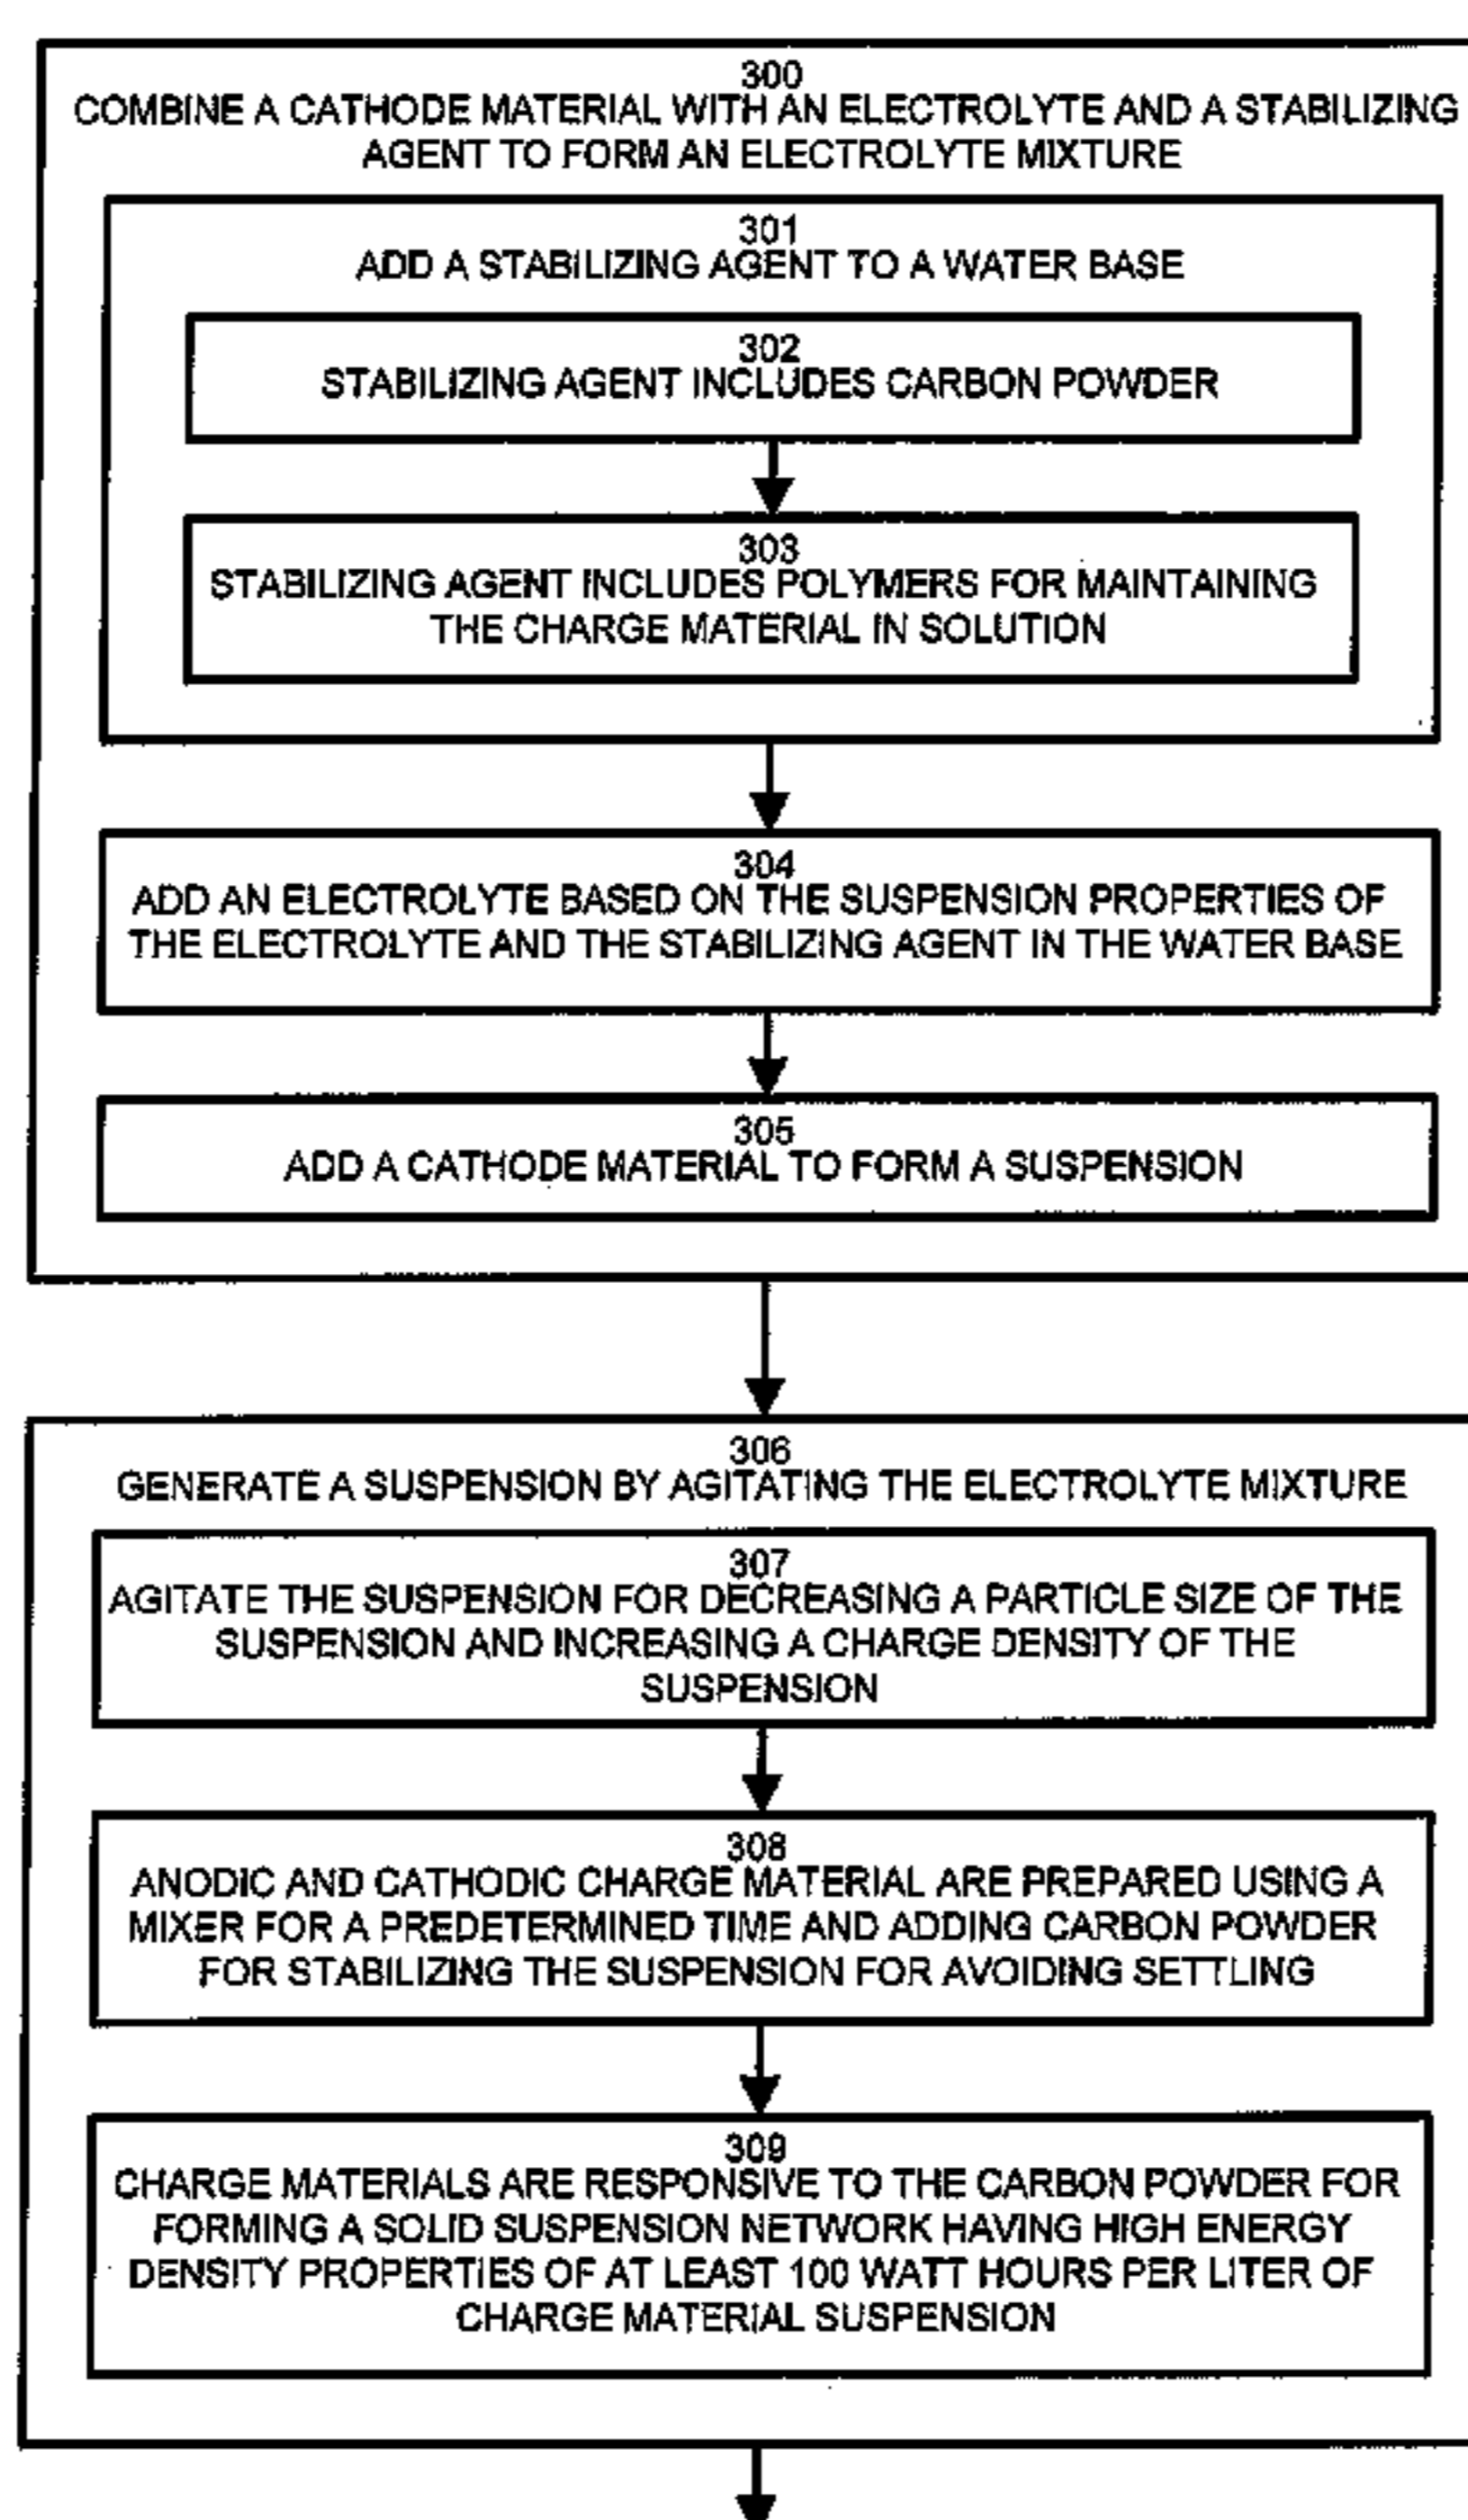 300
COMBINE A CATHODE MATERIAL WITH AN ELECTROLYTE AND A STABILIZING
AGENT TO FORM AN ELECTROLYTE MIXTURE
301
ADD A STABILIZING AGENT TO A WATER BASE
302
STABILIZING AGENT INCLUDES CARBON POWDER
303
STABILIZING AGENT INCLUDES POLYMERS FOR MAINTAINING
THE CHARGE MATERIAL IN SOLUTION
304
ADD AN ELECTROLYTE BASED ON THE SUSPENSION PROPERTIES OF
THE ELECTROLYTE AND THE STABILIZING AGENT IN THE WATER BASE
305
ADD A CATHODE MATERIAL TO FORM A SUSPENSION
306
GENERATE A SUSPENSION BY AGITATING THE ELECTROLYTE MIXTURE
307
AGITATE THE SUSPENSION FOR DECREASING A PARTICLE SIZE OF THE
SUSPENSION AND INCREASING A CHARGE DENSITY OF THE
SUSPENSION
308
ANODIC AND CATHODIC CHARGE MATERIAL ARE PREPARED USING A
MIXER FOR A PREDETERMINED TIME AND ADDING CARBON POWDER
FOR STABILIZING THE SUSPENSION FOR AVOIDING SETTLING
309
CHARGE MATERIALS ARE RESPONSIVE TO THE CARBON POWDER FOR
FORMING A SOLID SUSPENSION NETWORK HAVING HIGH ENERGY
DENSITY PROPERTIES OF AT LEAST 100 WATT HOURS PER LITER OF
CHARGE MATERIAL SUSPENSION